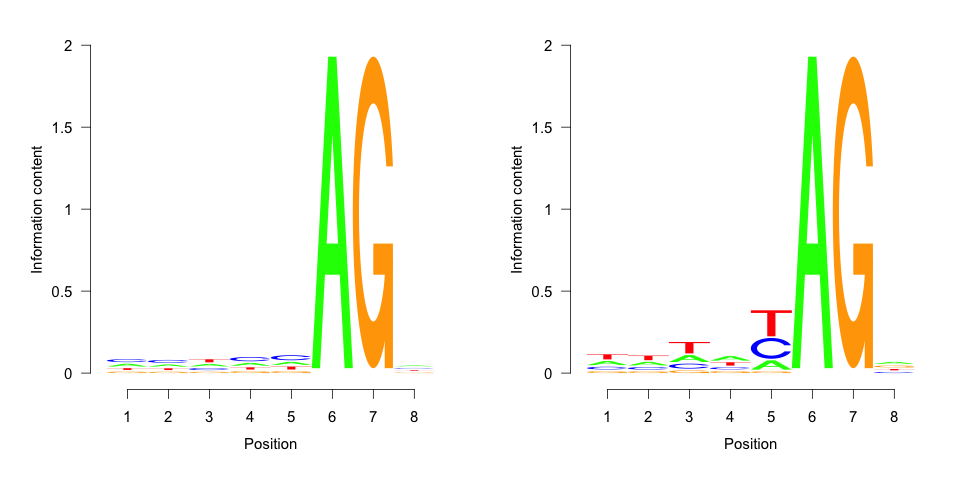 2
1.5
1
0.5
0
Information content
C C T C C A G C
A A A A A A
T T C T T T
G G G G G G
1 2 3 4 5 6 7 8
Position
2
1.5
1
0.5
0
Information content
T T T A T A G A
A A A T C G
C C C C A T
G G G G G C
1 2 3 4 5 6 7 8
Position